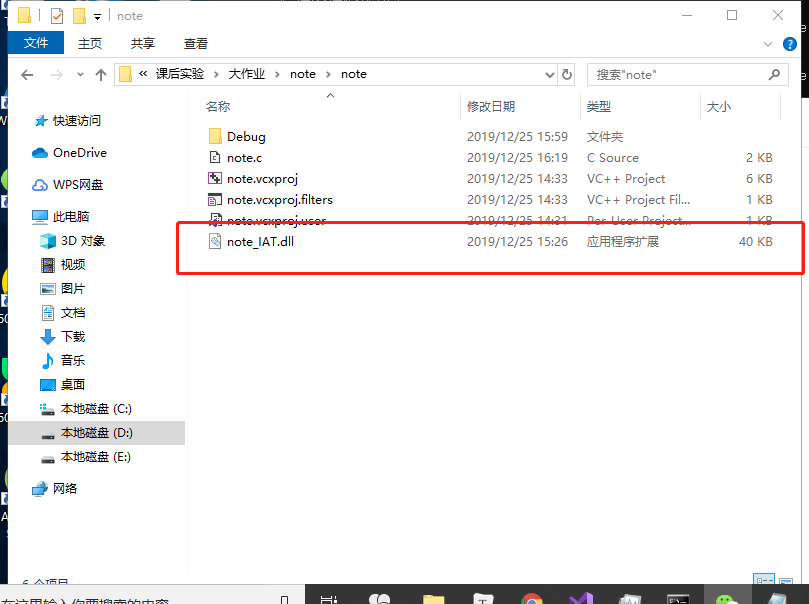 note
文件 主页 共享 查看
« 课后实验 › 大作业 › note › note
搜索"note"
名称 修改日期 类型 大小
快速访问
OneDrive
WPS网盘
此电脑
3D 对象
视频
图片
文档
下载
音乐
桌面
本地磁盘 (C:)
本地磁盘 (D:)
本地磁盘 (E:)
网络
Debug 2019/12/25 15:59 文件夹
note.c 2019/12/25 16:19 C Source 2 KB
note.vcxproj 2019/12/25 14:33 VC++ Project 6 KB
note.vcxproj.filters 2019/12/25 14:33 VC++ Project Fil... 1 KB
note.vcxproj.user 2019/12/25 14:31 Per-User Project... 1 KB
note_IAT.dll 2019/12/25 15:26 应用程序扩展 40 KB
6 个项目
在这里输入你要搜索的内容